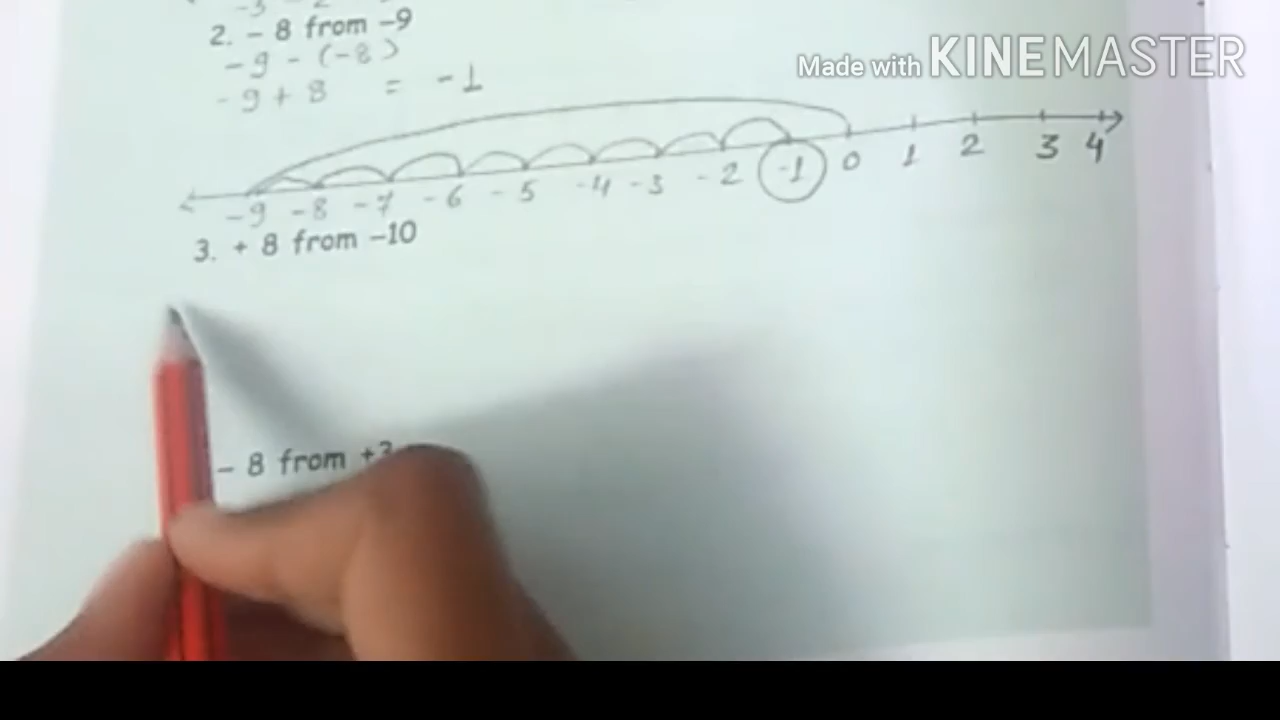 2. – 8 from –9
Made with KINEMASTER
-9 - (-8)
-9 + 8 = -1
-9 -8 -7 -6 -5 -4 -3 -2 -1 0 1 2 3 4
3. + 8 from –10
– 8 from +3